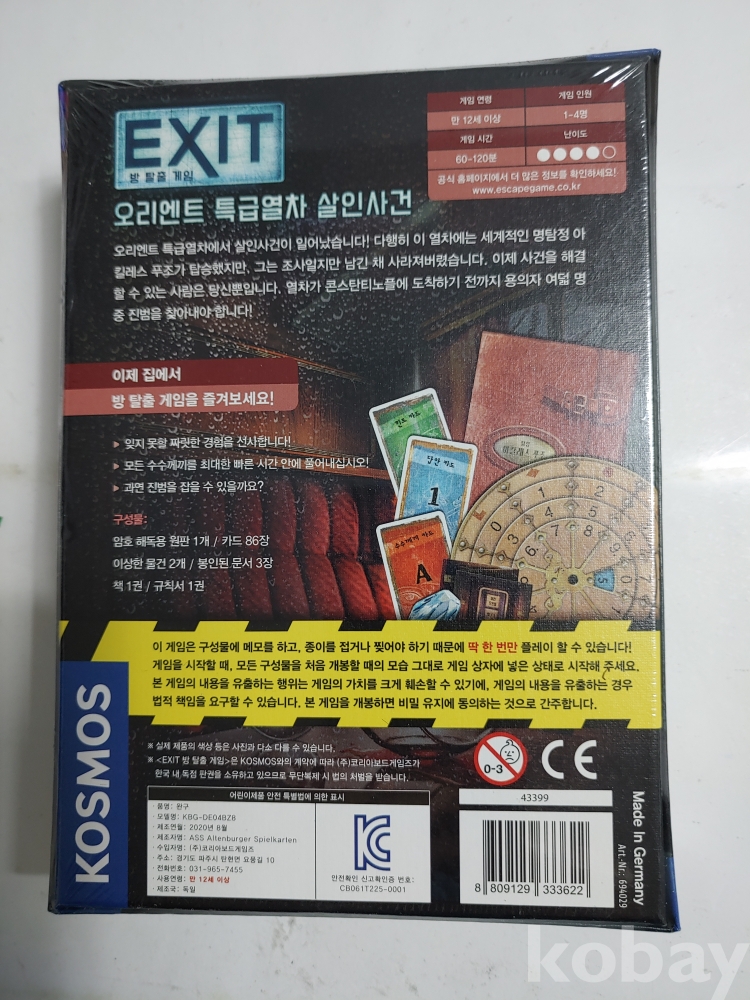 EXIT
방 탈출 게임
게임 연령
게임 인원
만 12세 이상
1-4명
게임 시간
난이도
60-120분
공식 홈페이지에서 더 많은 정보를 확인하세요!
www.escapegame.co.kr
오리엔트 특급열차 살인사건
오리엔트 특급열차에서 살인사건이 일어났습니다! 다행히 이 열차에는 세계적인 명탐정 아
킬레스 푸조가 탑승했지만, 그는 조사일지만 남긴 채 사라져버렸습니다. 이제 사건을 해결
할 수 있는 사람은 당신뿐입니다. 열차가 콘스탄티노플에 도착하기 전까지 용의자 여덟 명
중 진범을 찾아내야 합니다!
이제 집에서
방 탈출 게임을 즐겨보세요!
잊지 못할 짜릿한 경험을 선사합니다!
모든 수수께끼를 최대한 빠른 시간 안에 풀어내십시오!
과연 진범을 잡을 수 있을까요?
구성물:
암호 해독용 원판 1개 / 카드 86장
이상한 물건 2개 / 봉인된 문서 3장
책 1권 / 규칙서 1권
힌트 카드
답안 카드
1
수수께끼 카드
A
이 게임은 구성물에 메모를 하고, 종이를 접거나 찢어야 하기 때문에 딱 한 번만 플레이 할 수 있습니다!
게임을 시작할 때, 모든 구성물을 처음 개봉할 때의 모습 그대로 게임 상자에 넣은 상태로 시작해 주세요.
본 게임의 내용을 유출하는 행위는 게임의 가치를 크게 훼손할 수 있기에, 게임의 내용을 유출하는 경우
법적 책임을 요구할 수 있습니다. 본 게임을 개봉하면 비밀 유지에 동의하는 것으로 간주합니다.
KOSMOS
※ 실제 제품의 색상 등은 사진과 다소 다를 수 있습니다.
※ <EXIT 방 탈출 게임>은 KOSMOS와의 계약에 따라 (주)코리아보드게임즈가
한국 내 독점 판권을 소유하고 있으므로 무단복제 시 법의 처벌을 받습니다.
0-3
CE
어린이제품 안전 특별법에 의한 표시
· 품명: 완구
· 모델명: KBG-DE04BZB
· 제조연월: 2020년 8월
· 제조자명: ASS Altenburger Spielkarten
· 수입자명: (주)코리아보드게임즈
· 주소: 경기도 파주시 탄현면 요풍길 10
· 전화번호: 031-965-7455
· 사용연령: 만 12세 이상
· 제조국: 독일
안전확인 신고확인증 번호:
CB061T225-0001
43399
8 809129 333622
Made In Germany
Art.-Nr.: 694029
kobay